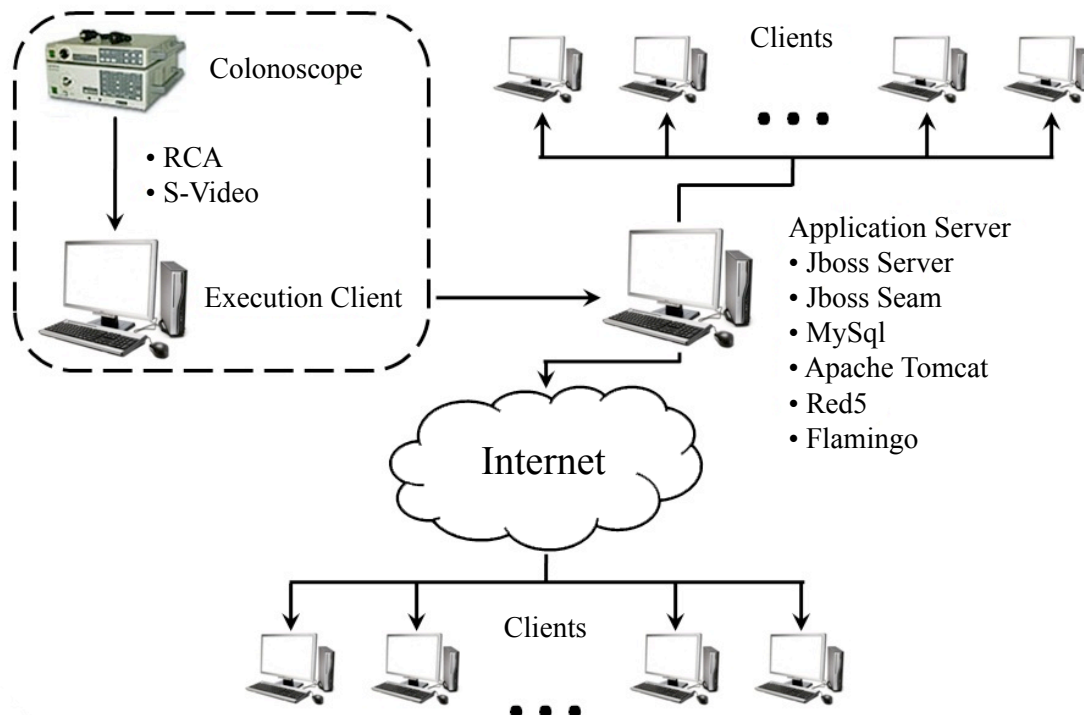 Colonoscope
• RCA
• S-Video
Execution Client
Clients
Application Server
• Jboss Server
• Jboss Seam
• MySql
• Apache Tomcat
• Red5
• Flamingo
Internet
Clients